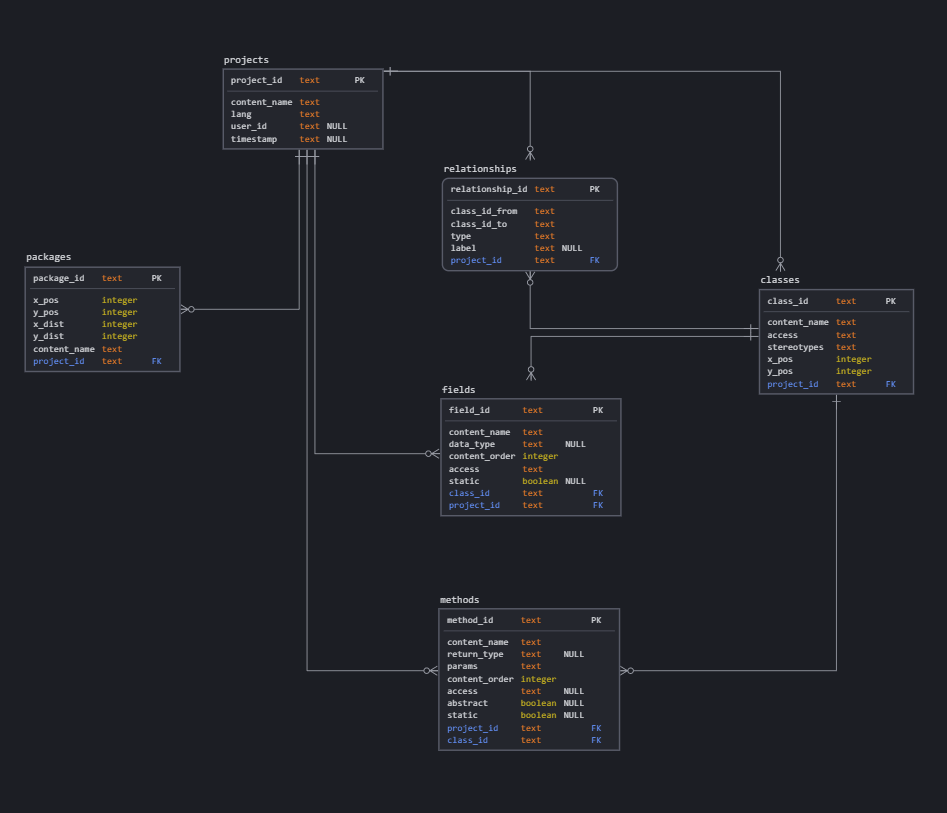 projects
project_id text PK
content_name text
lang text
user_id text NULL
timestamp text NULL
relationships
relationship_id text PK
class_id_from text
class_id_to text
type text
label text NULL
project_id text FK
packages
package_id text PK
x_pos integer
y_pos integer
x_dist integer
y_dist integer
content_name text
project_id text FK
classes
class_id text PK
content_name text
access text
stereotypes text
x_pos integer
y_pos integer
project_id text FK
fields
field_id text PK
content_name text
data_type text NULL
content_order integer
access text
static boolean NULL
class_id text FK
project_id text FK
methods
method_id text PK
content_name text
return_type text NULL
params text
content_order integer
access text NULL
abstract boolean NULL
static boolean NULL
project_id text FK
class_id text FK